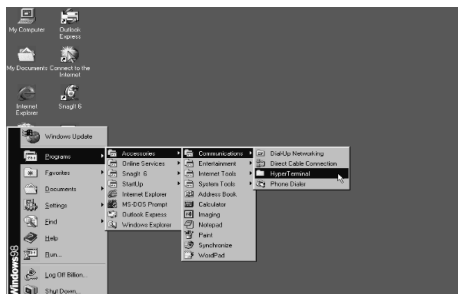 My Computer
Outlook
Express
My Documents
Connect to the
Internet
Internet
Explorer
SnagIt 6
Windows Update
Programs
Favorites
Documents
Settings
Find
Help
Run...
Log Off Billon...
Shut Down...
Windows98
Accessories
Online Services
SnagIt 6
StartUp
Internet Explorer
MS-DOS Prompt
Outlook Express
Windows Explorer
Communications
Entertainment
Internet Tools
System Tools
Address Book
Calculator
Imaging
Notepad
Paint
Synchronize
WordPad
Dial-Up Networking
Direct Cable Connection
HyperTerminal
Phone Dialer